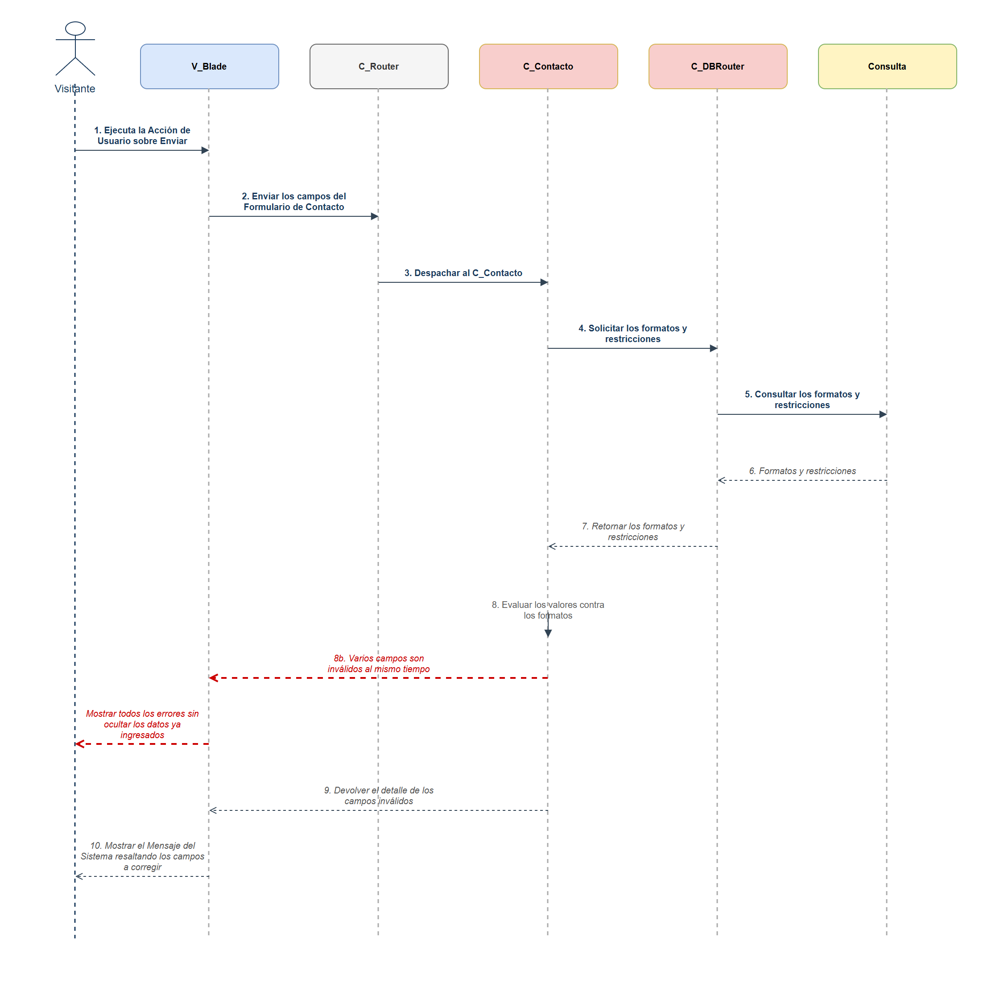 Visitante
V_Blade
C_Router
C_Contacto
C_DBRouter
Consulta
1. Ejecuta la Acción de
Usuario sobre Enviar
2. Enviar los campos del
Formulario de Contacto
3. Despachar al C_Contacto
4. Solicitar los formatos y
restricciones
5. Consultar los formatos y
restricciones
6. Formatos y restricciones
7. Retornar los formatos y
restricciones
8. Evaluar los valores contra
los formatos
8b. Varios campos son
inválidos al mismo tiempo
Mostrar todos los errores sin
ocultar los datos ya
ingresados
9. Devolver el detalle de los
campos inválidos
10. Mostrar el Mensaje del
Sistema resaltando los campos
a corregir